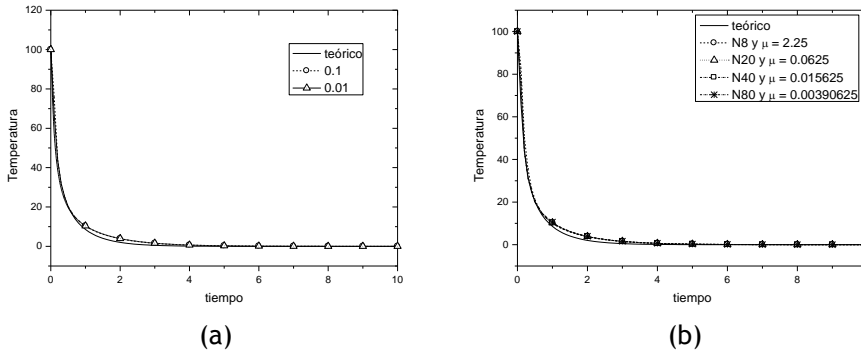 120
100
80
60
40
20
0
Temperatura
0
2
4
6
8
10
tiempo
teórico
0.1
0.01
(a)
100
80
60
40
20
0
Temperatura
0
2
4
6
8
tiempo
teórico
N8 y μ = 2.25
N20 y μ = 0.0625
N40 y μ = 0.015625
N80 y μ = 0.00390625
(b)